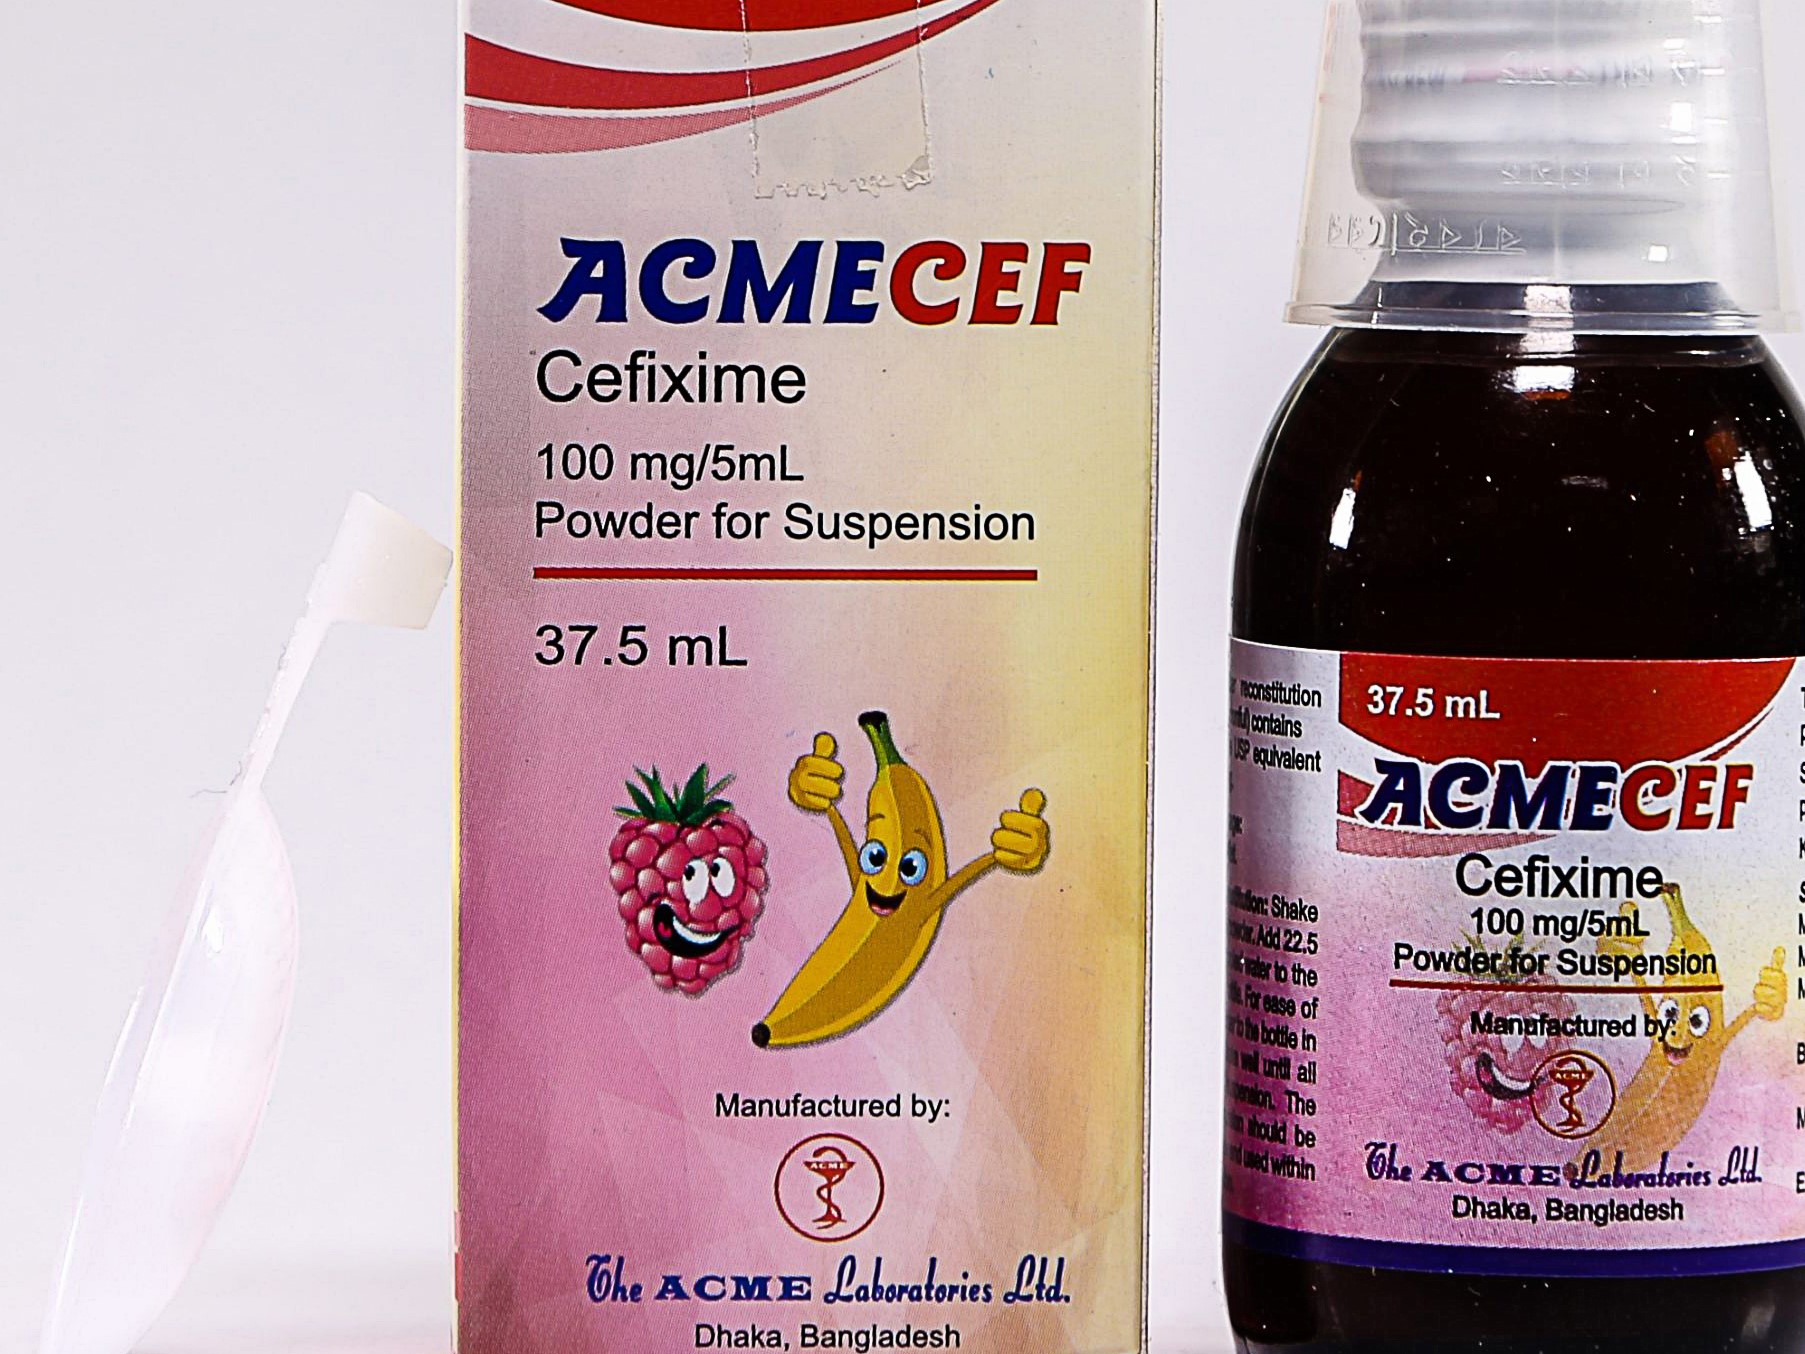 ACMECEF
Cefixime
100 mg/5mL
Powder for Suspension
37.5 mL
Manufactured by:
ACME
The ACME Laboratories Ltd.
Dhaka, Bangladesh
reconstitution
contains
USP equivalent
Shake
Add 22.5
water to the
For ease of
to the bottle in
well until all
The
should be
used within
37.5 mL
ACMECEF
Cefixime
100 mg/5mL
Powder for Suspension
Manufactured by:
ACME
The ACME Laboratories Ltd.
Dhaka, Bangladesh